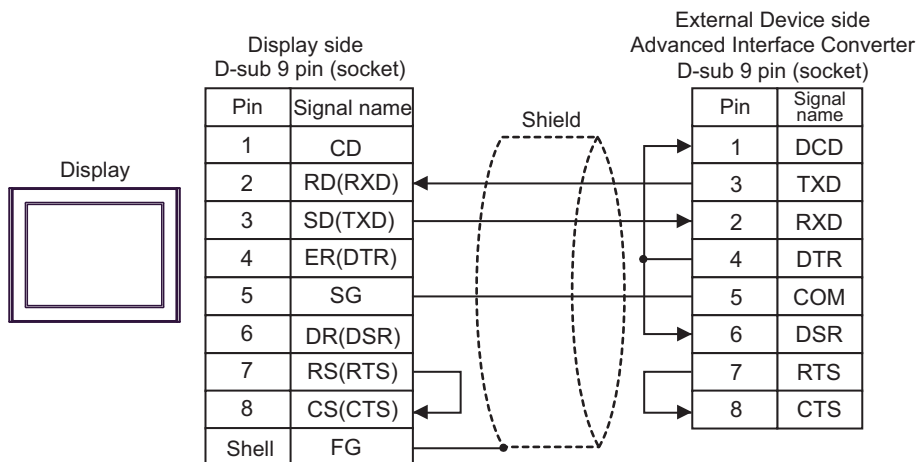 External Device side
Advanced Interface Converter
D-sub 9 pin (socket)
Display side
D-sub 9 pin (socket)
Display
Shield
Pin Signal name
1 CD
2 RD(RXD)
3 SD(TXD)
4 ER(DTR)
5 SG
6 DR(DSR)
7 RS(RTS)
8 CS(CTS)
Shell FG
Pin Signal name
1 DCD
3 TXD
2 RXD
4 DTR
5 COM
6 DSR
7 RTS
8 CTS